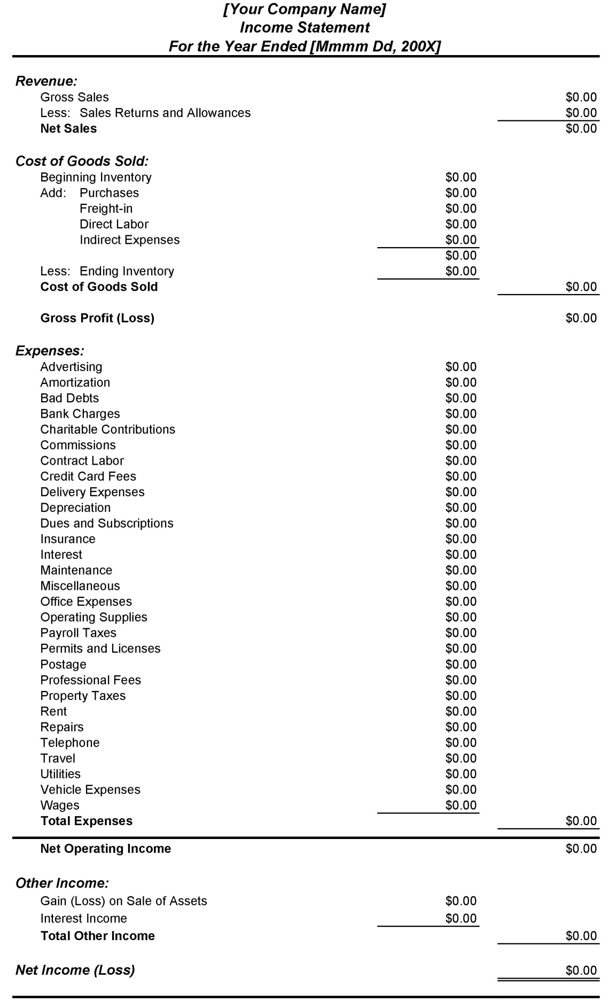 [Your Company Name]
Income Statement
For the Year Ended [Mmmm Dd, 200X]
Revenue:
Gross Sales $0.00
Less: Sales Returns and Allowances $0.00
Net Sales $0.00
Cost of Goods Sold:
Beginning Inventory $0.00
Add: Purchases $0.00
Freight-in $0.00
Direct Labor $0.00
Indirect Expenses $0.00
$0.00
Less: Ending Inventory $0.00
Cost of Goods Sold $0.00
Gross Profit (Loss) $0.00
Expenses:
Advertising $0.00
Amortization $0.00
Bad Debts $0.00
Bank Charges $0.00
Charitable Contributions $0.00
Commissions $0.00
Contract Labor $0.00
Credit Card Fees $0.00
Delivery Expenses $0.00
Depreciation $0.00
Dues and Subscriptions $0.00
Insurance $0.00
Interest $0.00
Maintenance $0.00
Miscellaneous $0.00
Office Expenses $0.00
Operating Supplies $0.00
Payroll Taxes $0.00
Permits and Licenses $0.00
Postage $0.00
Professional Fees $0.00
Property Taxes $0.00
Rent $0.00
Repairs $0.00
Telephone $0.00
Travel $0.00
Utilities $0.00
Vehicle Expenses $0.00
Wages $0.00
Total Expenses $0.00
Net Operating Income $0.00
Other Income:
Gain (Loss) on Sale of Assets $0.00
Interest Income $0.00
Total Other Income $0.00
Net Income (Loss) $0.00